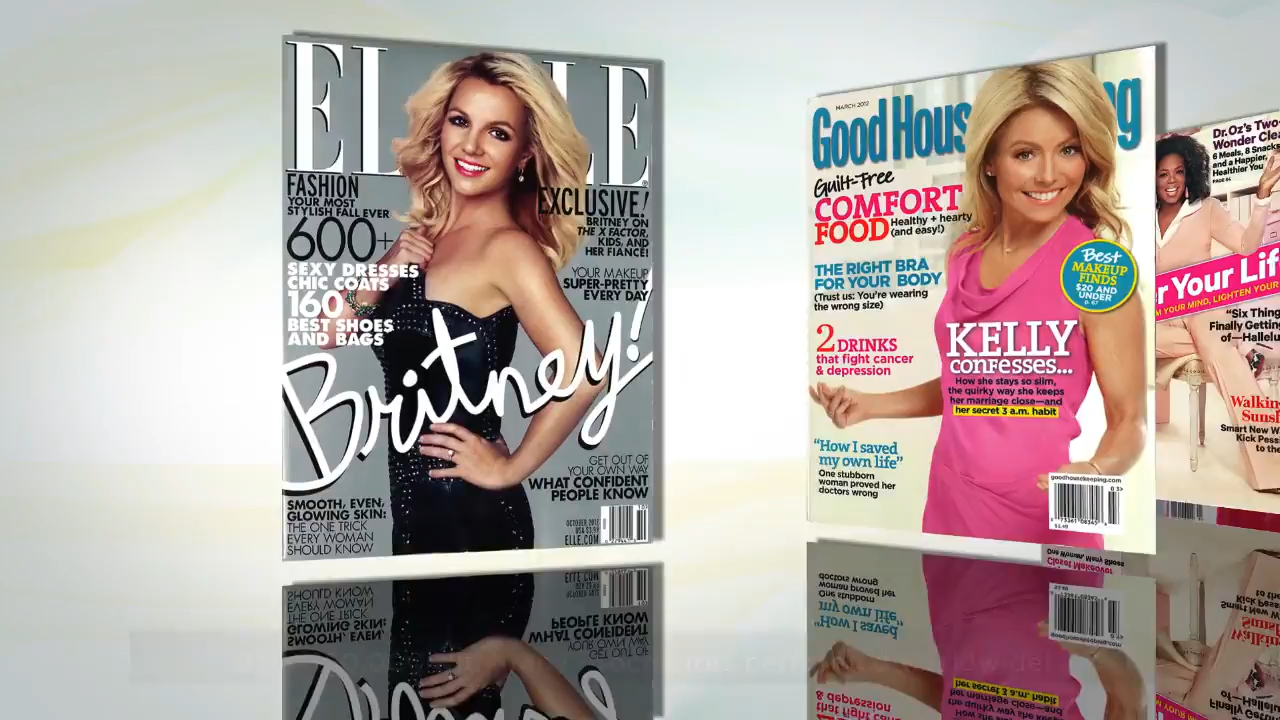 ELLE
FASHION
YOUR MOST
STYLISH FALL EVER
600+
SEXY DRESSES
CHIC COATS
160
BEST SHOES
AND BAGS
EXCLUSIVE!
BRITNEY ON
THE X FACTOR,
KIDS, AND
HER FIANCÉ!
YOUR MAKEUP
SUPER-PRETTY
EVERY DAY
Britney!
GET OUT OF
YOUR OWN WAY
WHAT CONFIDENT
PEOPLE KNOW
SMOOTH, EVEN,
GLOWING SKIN:
THE ONE TRICK
EVERY WOMAN
SHOULD KNOW
ELLE.COM
MARCH 2012
Good Hous ng
Guilt-Free
COMFORT
FOOD
Healthy + hearty
(and easy!)
THE RIGHT BRA
FOR YOUR BODY
(Trust us: You're wearing
the wrong size)
2 DRINKS
that fight cancer
& depression
"How I saved
my own life"
One stubborn
woman proved her
doctors wrong
Best
MAKEUP
FINDS
$20 AND
UNDER
KELLY
confesses...
How she stays so slim,
the quirky way she keeps
her marriage close—and
her secret 3 a.m. habit
goodhousekeeping.com
Dr. Oz's Two
Wonder Clea
6 Meals, 8 Snacks
and a Happier,
Healthier You
r Your Lif
M YOUR MIND, LIGHTEN YOUR
"Six Thing
Finally Getting
of—Hallelu
Walkin
Sunsh
Smart New W
Kick Pess
to the